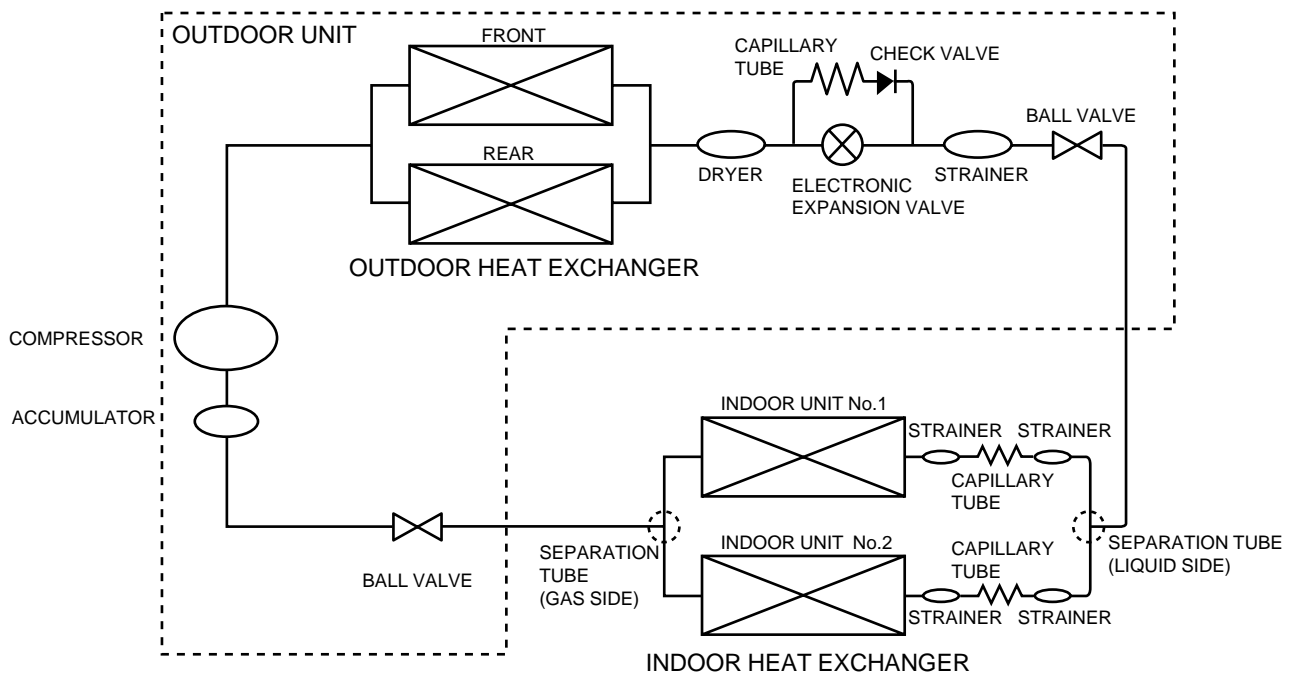 OUTDOOR UNIT
FRONT
CAPILLARY
TUBE
CHECK VALVE
BALL VALVE
REAR
DRYER
ELECTRONIC
EXPANSION VALVE
STRAINER
OUTDOOR HEAT EXCHANGER
COMPRESSOR
ACCUMULATOR
INDOOR UNIT No.1
STRAINER
STRAINER
CAPILLARY
TUBE
BALL VALVE
SEPARATION
TUBE
(GAS SIDE)
INDOOR UNIT No.2
CAPILLARY
TUBE
SEPARATION TUBE
(LIQUID SIDE)
STRAINER
STRAINER
INDOOR HEAT EXCHANGER